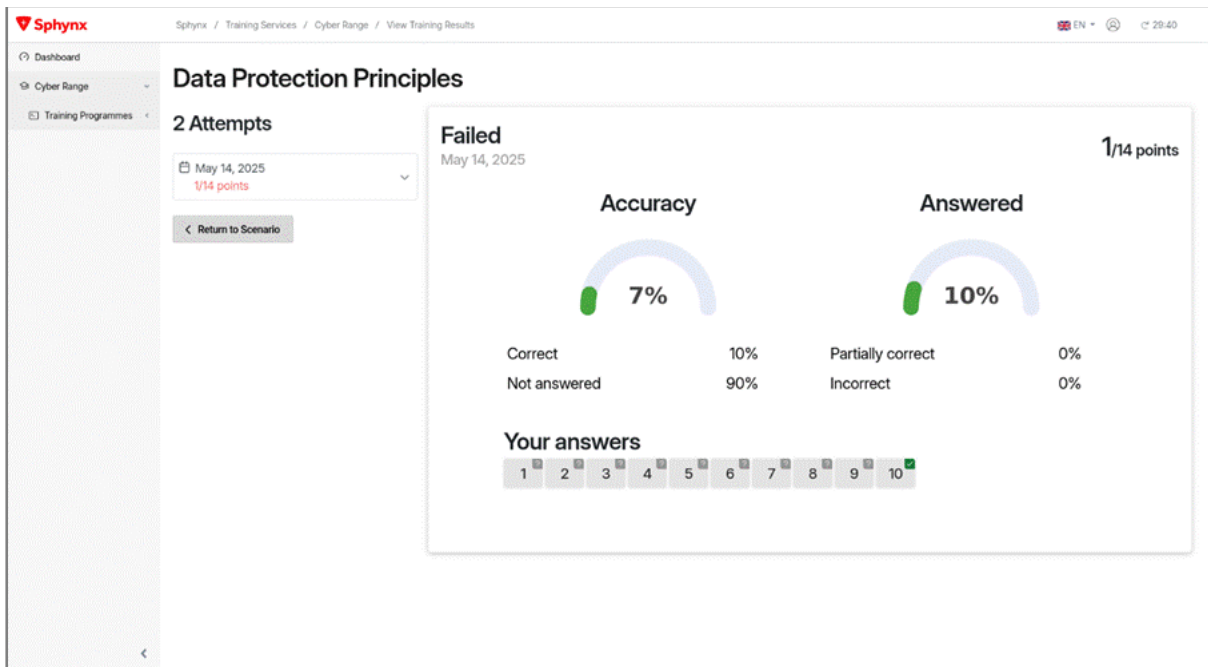 Sphynx
Sphynx / Training Services / Cyber Range / View Training Results
EN
29:40
Dashboard
Cyber Range
Training Programmes
Data Protection Principles
2 Attempts
May 14, 2025
1/14 points
Return to Scenario
Failed
May 14, 2025
1/14 points
Accuracy
7%
Answered
10%
Correct 10%
Partially correct 0%
Not answered 90%
Incorrect 0%
Your answers
1 ? 2 ? 3 ? 4 ? 5 ? 6 ? 7 ? 8 ? 9 ? 10